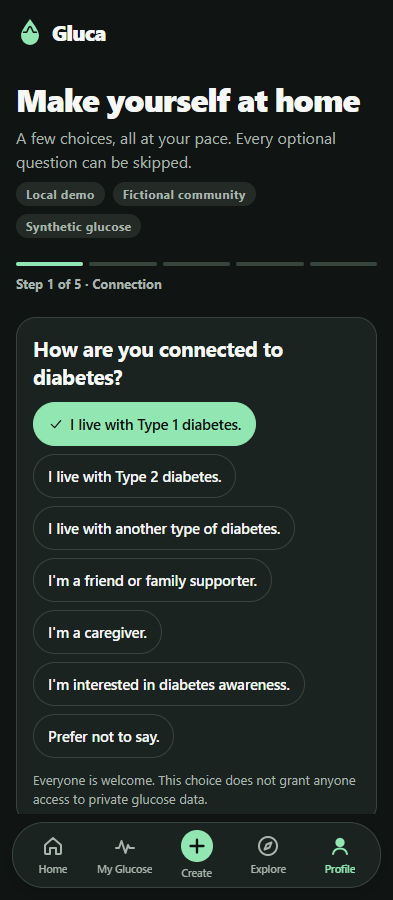 Gluca
Make yourself at home
A few choices, all at your pace. Every optional
question can be skipped.
Local demo
Fictional community
Synthetic glucose
Step 1 of 5 · Connection
How are you connected to
diabetes?
I live with Type 1 diabetes.
I live with Type 2 diabetes.
I live with another type of diabetes.
I'm a friend or family supporter.
I'm a caregiver.
I'm interested in diabetes awareness.
Prefer not to say.
Everyone is welcome. This choice does not grant anyone
access to private glucose data.
Home
My Glucose
Create
Explore
Profile